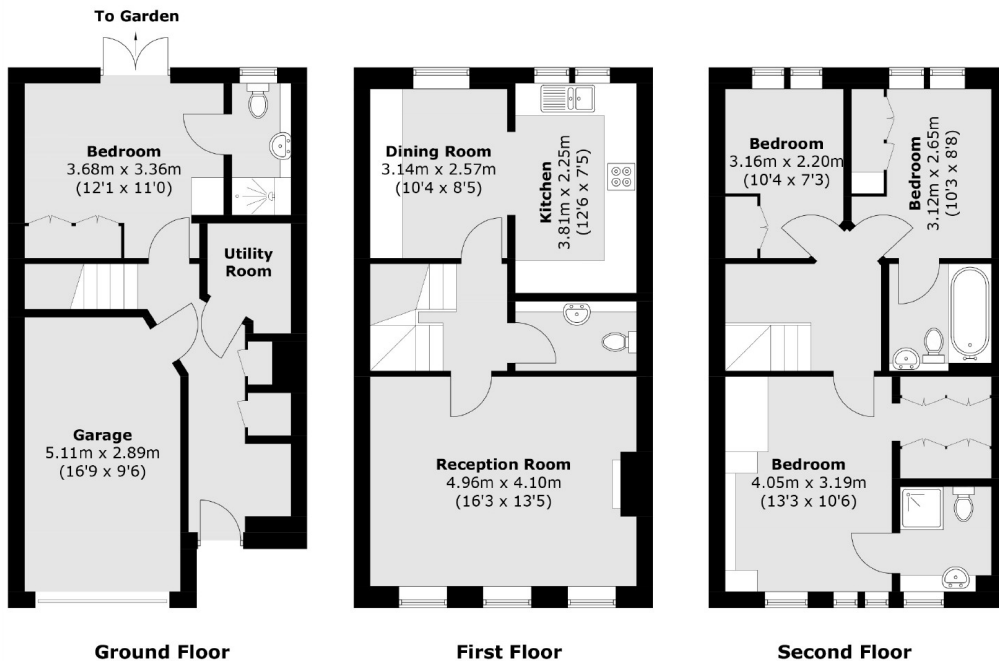 To Garden
Bedroom
3.68m x 3.36m
(12'1 x 11'0)
Utility
Room
Garage
5.11m x 2.89m
(16'9 x 9'6)
Ground Floor
Dining Room
3.14m x 2.57m
(10'4 x 8'5)
Kitchen
3.81m x 2.25m
(12'6 x 7'5)
Reception Room
4.96m x 4.10m
(16'3 x 13'5)
First Floor
Bedroom
3.16m x 2.20m
(10'4 x 7'3)
Bedroom
3.12m x 2.65m
(10'3 x 8'8)
Bedroom
4.05m x 3.19m
(13'3 x 10'6)
Second Floor